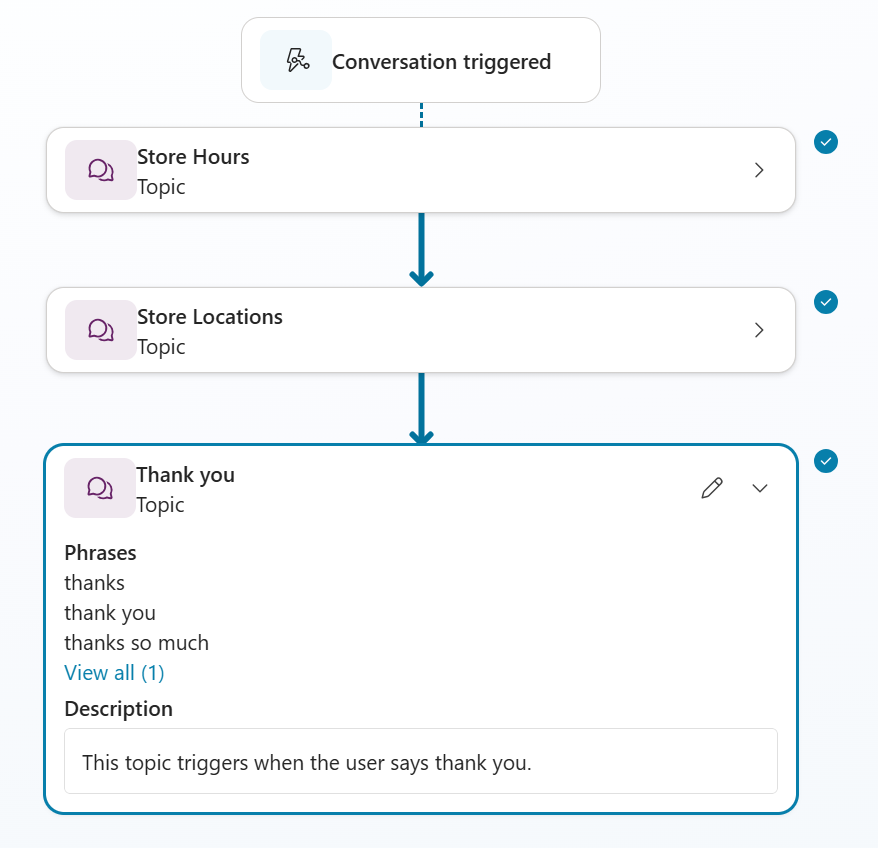 Conversation triggered
Store Hours
Topic
Store Locations
Topic
Thank you
Topic
Phrases
thanks
thank you
thanks so much
View all (1)
Description
This topic triggers when the user says thank you.